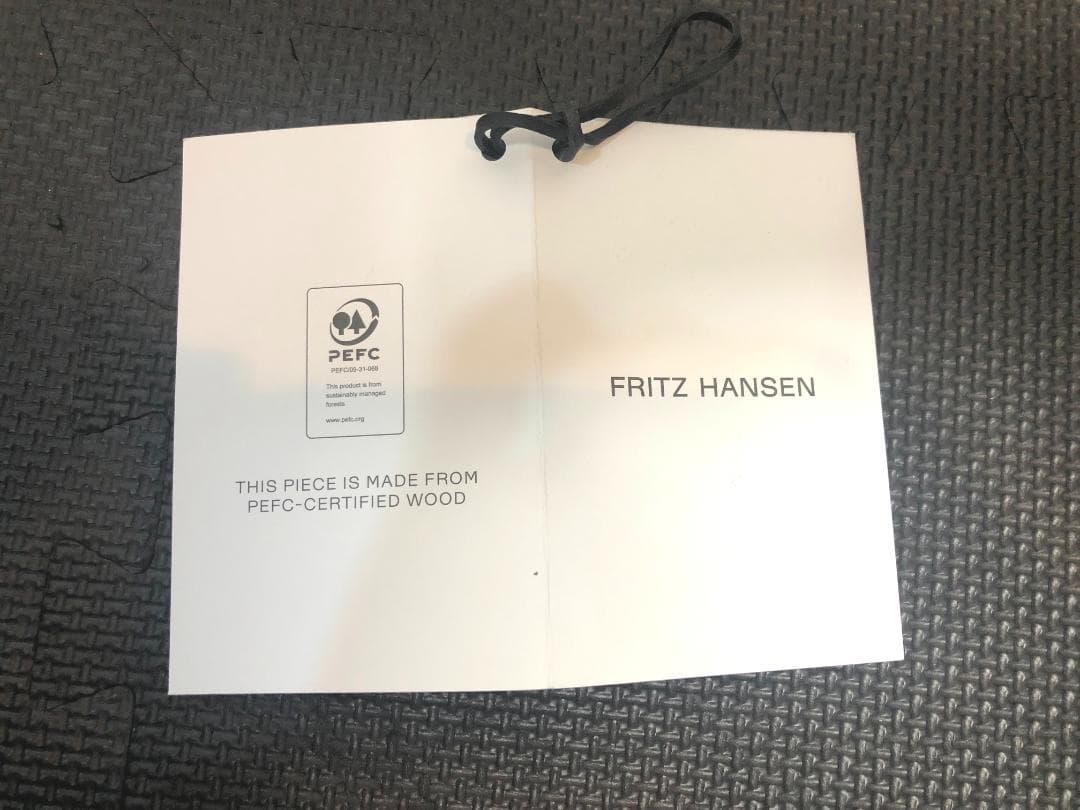 PEFC
PEFC/09-31-068
This product is from
sustainably managed
forests
www.pefc.org
THIS PIECE IS MADE FROM
PEFC-CERTIFIED WOOD
FRITZ HANSEN